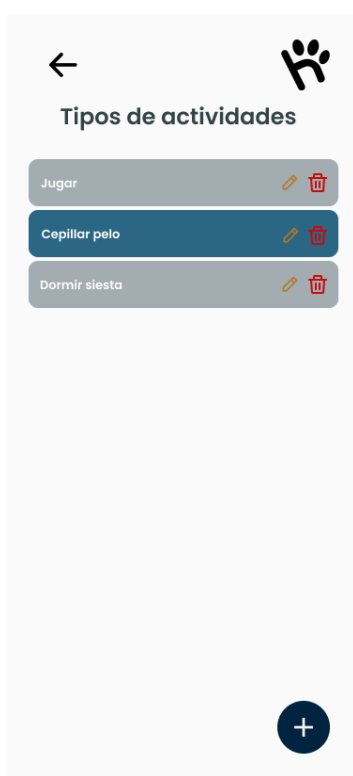 Tipos de actividades
Jugar
Cepillar pelo
Dormir siesta